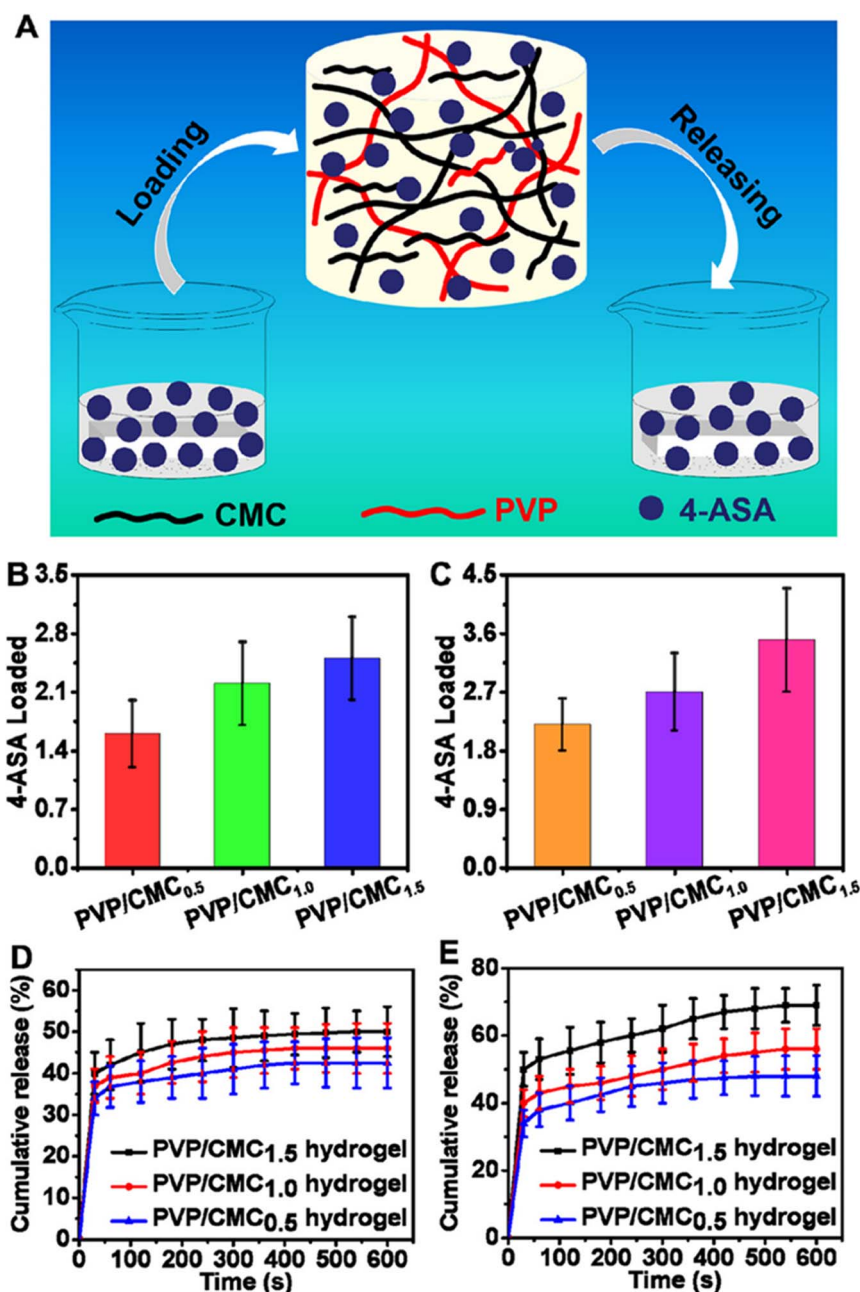 A
Loading
Releasing
CMC
PVP
4-ASA
B
3.5
2.8
2.1
1.4
0.7
0.0
4-ASA Loaded
PVP/CMC0.5
PVP/CMC1.0
PVP/CMC1.5
C
4.5
3.6
2.7
1.8
0.9
0.0
4-ASA Loaded
PVP/CMC0.5
PVP/CMC1.0
PVP/CMC1.5
D
60
50
40
30
20
10
0
Cumulative release (%)
PVP/CMC1.5 hydrogel
PVP/CMC1.0 hydrogel
PVP/CMC0.5 hydrogel
0 100 200 300 400 500 600
Time (s)
E
80
60
40
20
0
Cumulative release (%)
PVP/CMC1.5 hydrogel
PVP/CMC1.0 hydrogel
PVP/CMC0.5 hydrogel
0 100 200 300 400 500 600
Time (s)